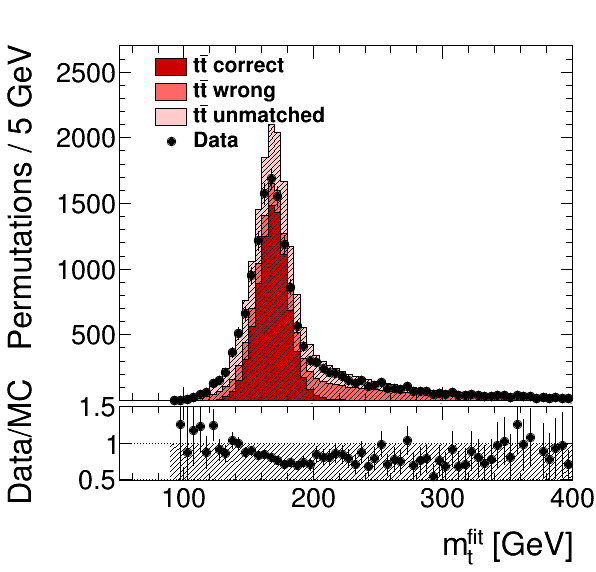 Permutations / 5 GeV
2500
2000
1500
1000
500
tt̄ correct
tt̄ wrong
tt̄ unmatched
Data
Data/MC
1.5
1
0.5
100 200 300 400
m_t^fit [GeV]